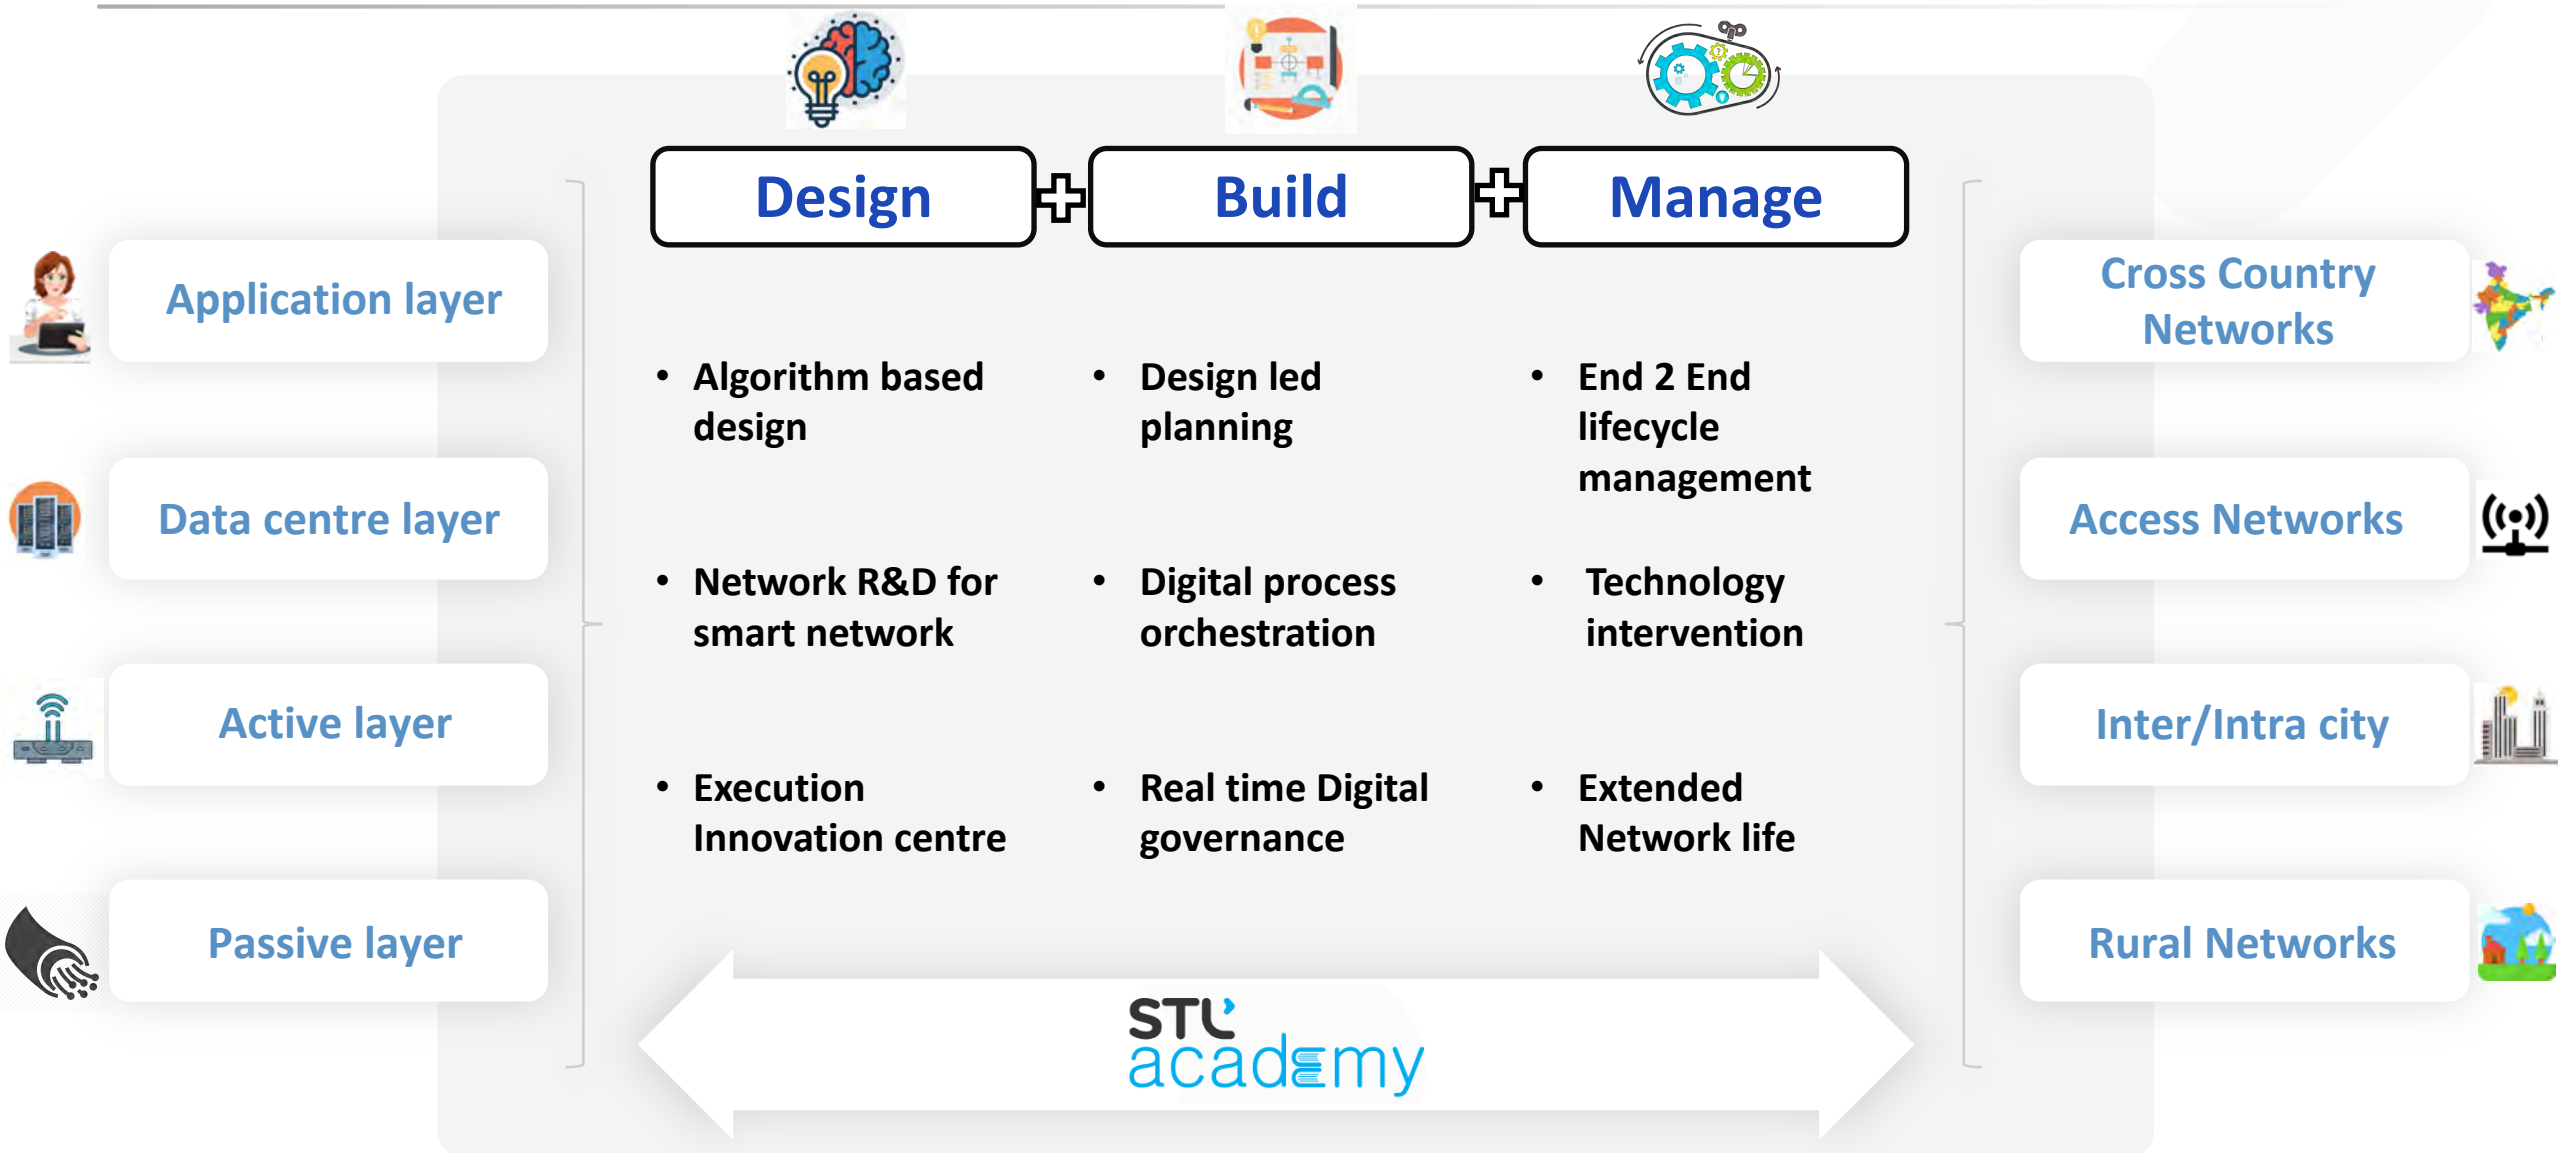 Design
Build
Manage
Application layer
Data centre layer
Active layer
Passive layer
• Algorithm based
design
• Network R&D for
smart network
• Execution
Innovation centre
• Design led
planning
• Digital process
orchestration
• Real time Digital
governance
• End 2 End
lifecycle
management
• Technology
intervention
• Extended
Network life
Cross Country
Networks
Access Networks
Inter/Intra city
Rural Networks
STL
academy